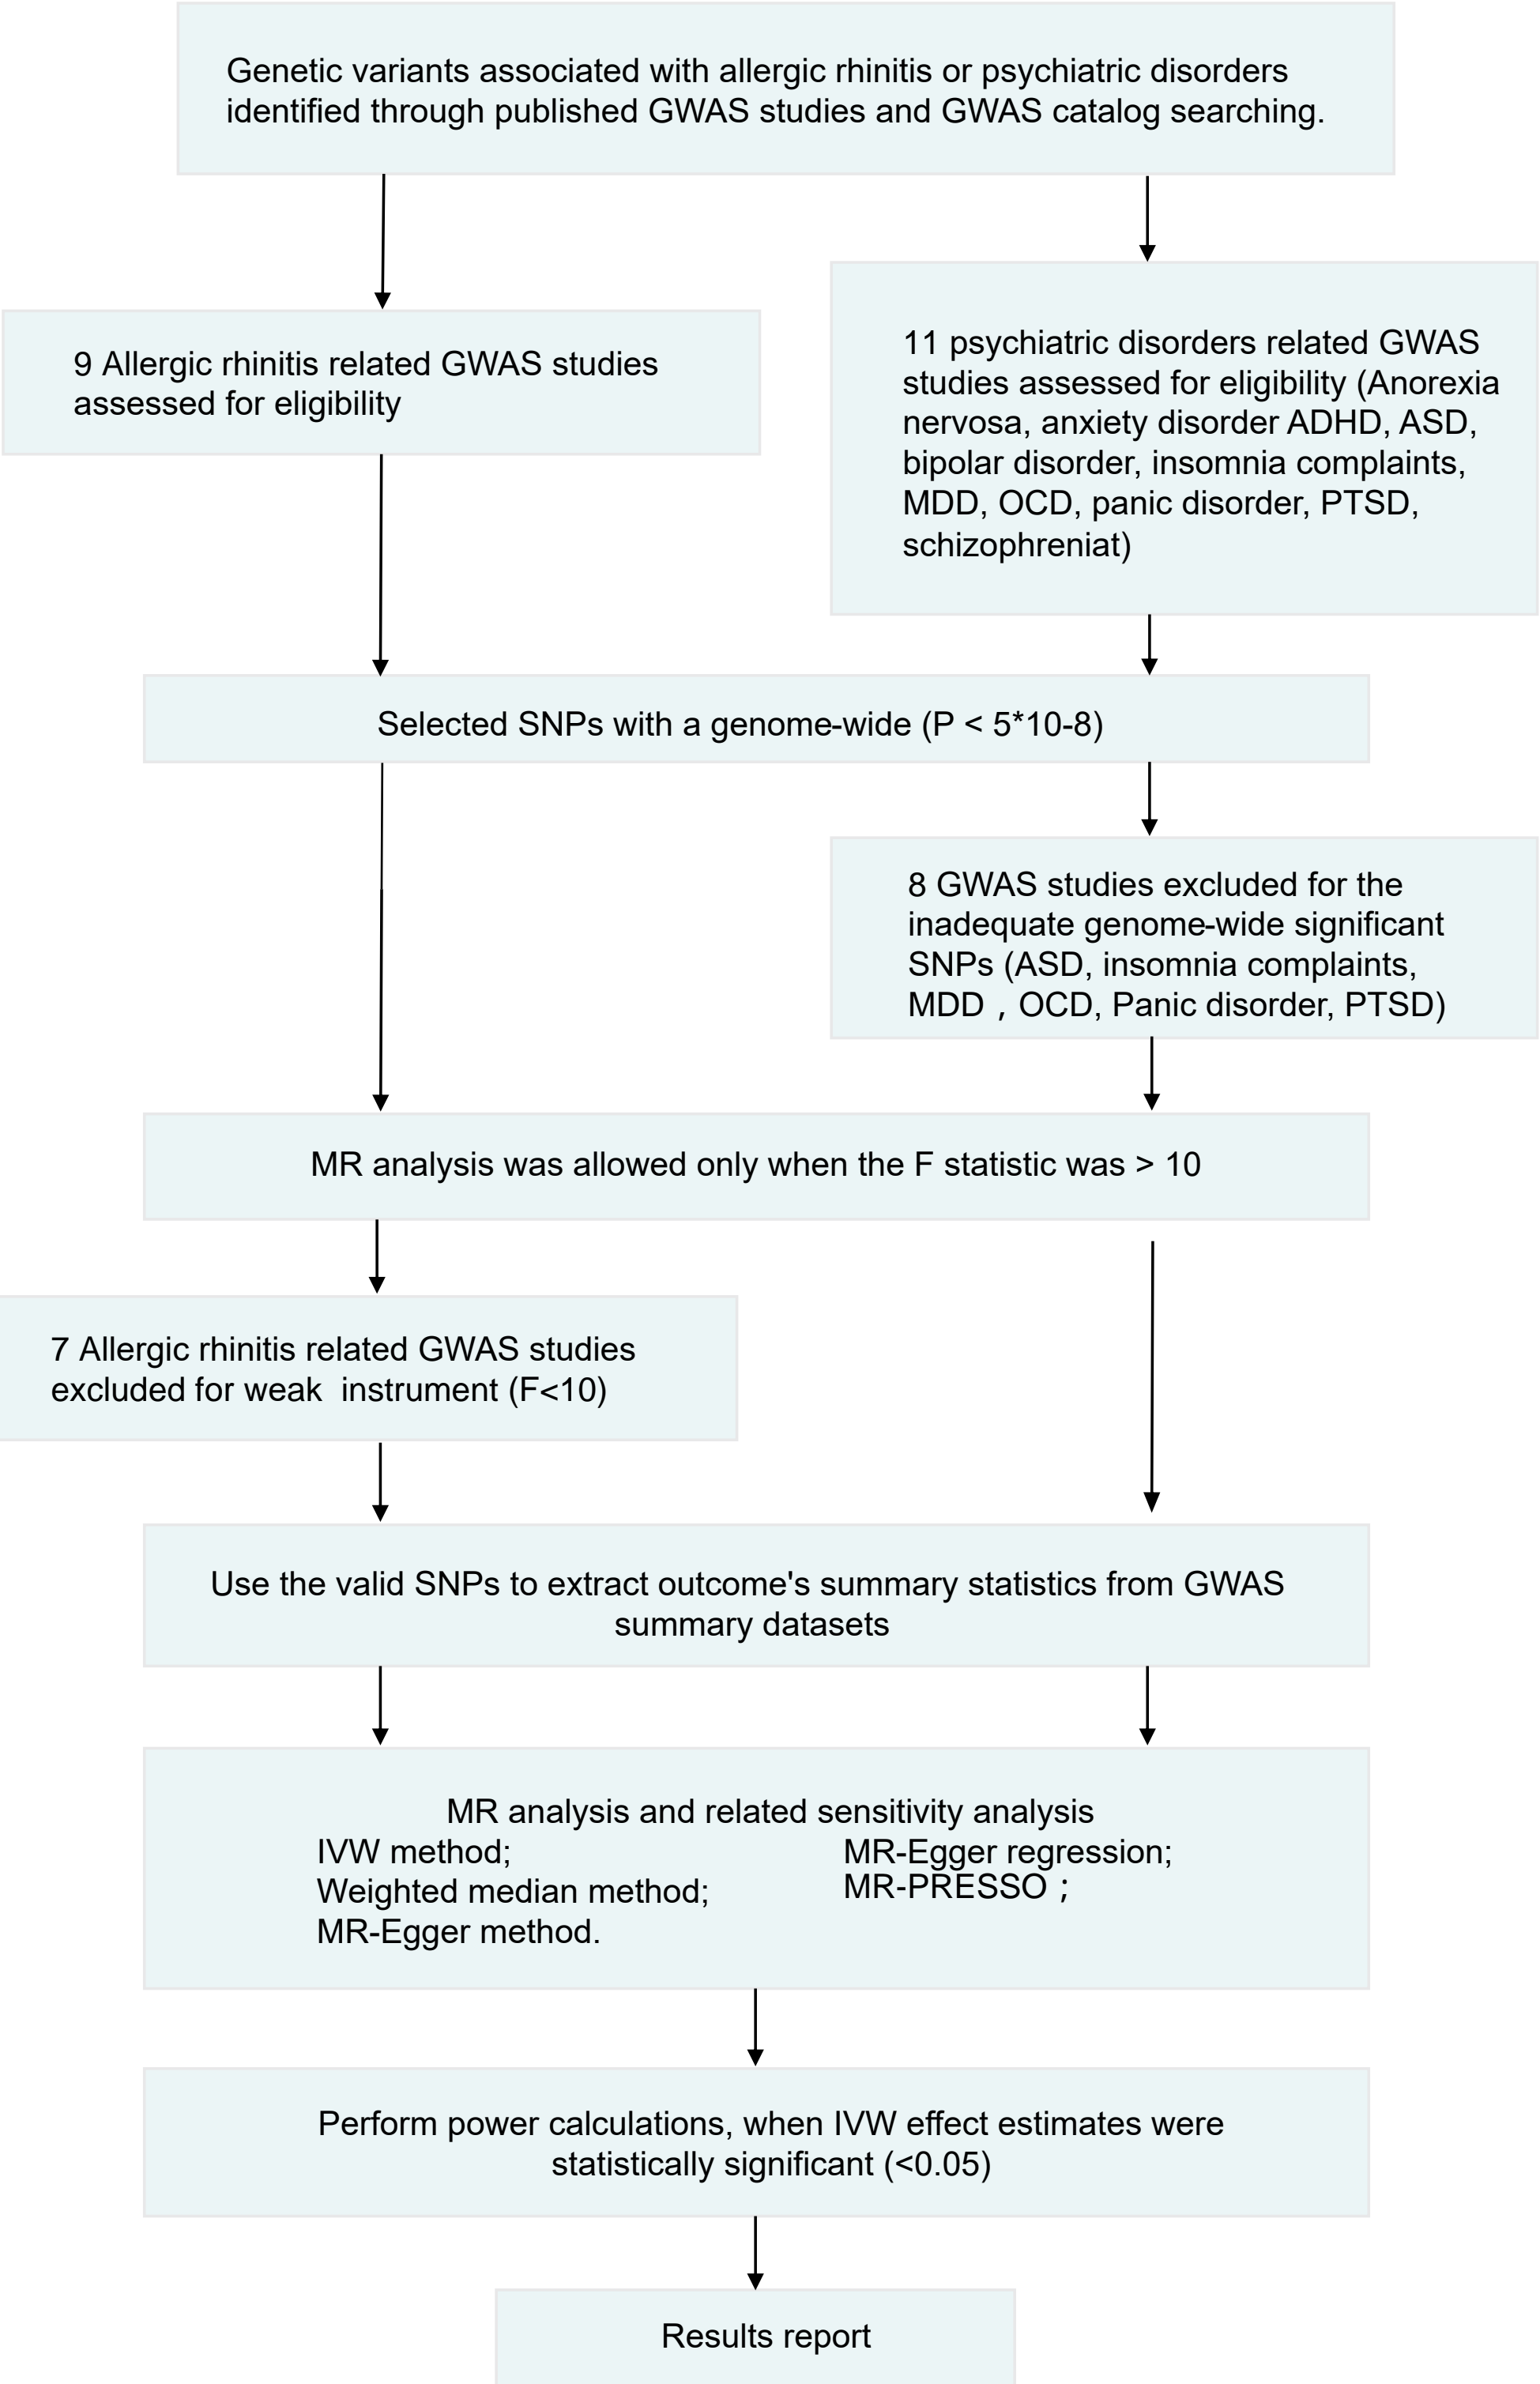 Genetic variants associated with allergic rhinitis or psychiatric disorders
identified through published GWAS studies and GWAS catalog searching.
9 Allergic rhinitis related GWAS studies
assessed for eligibility
11 psychiatric disorders related GWAS
studies assessed for eligibility (Anorexia
nervosa, anxiety disorder ADHD, ASD,
bipolar disorder, insomnia complaints,
MDD, OCD, panic disorder, PTSD,
schizophreniat)
Selected SNPs with a genome-wide (P < 5*10-8)
8 GWAS studies excluded for the
inadequate genome-wide significant
SNPs (ASD, insomnia complaints,
MDD , OCD, Panic disorder, PTSD)
MR analysis was allowed only when the F statistic was > 10
7 Allergic rhinitis related GWAS studies
excluded for weak  instrument (F<10)
Use the valid SNPs to extract outcome's summary statistics from GWAS
summary datasets
MR analysis and related sensitivity analysis
IVW method;
Weighted median method;
MR-Egger method.
MR-Egger regression;
MR-PRESSO ;
Perform power calculations, when IVW effect estimates were
statistically significant (<0.05)
Results report